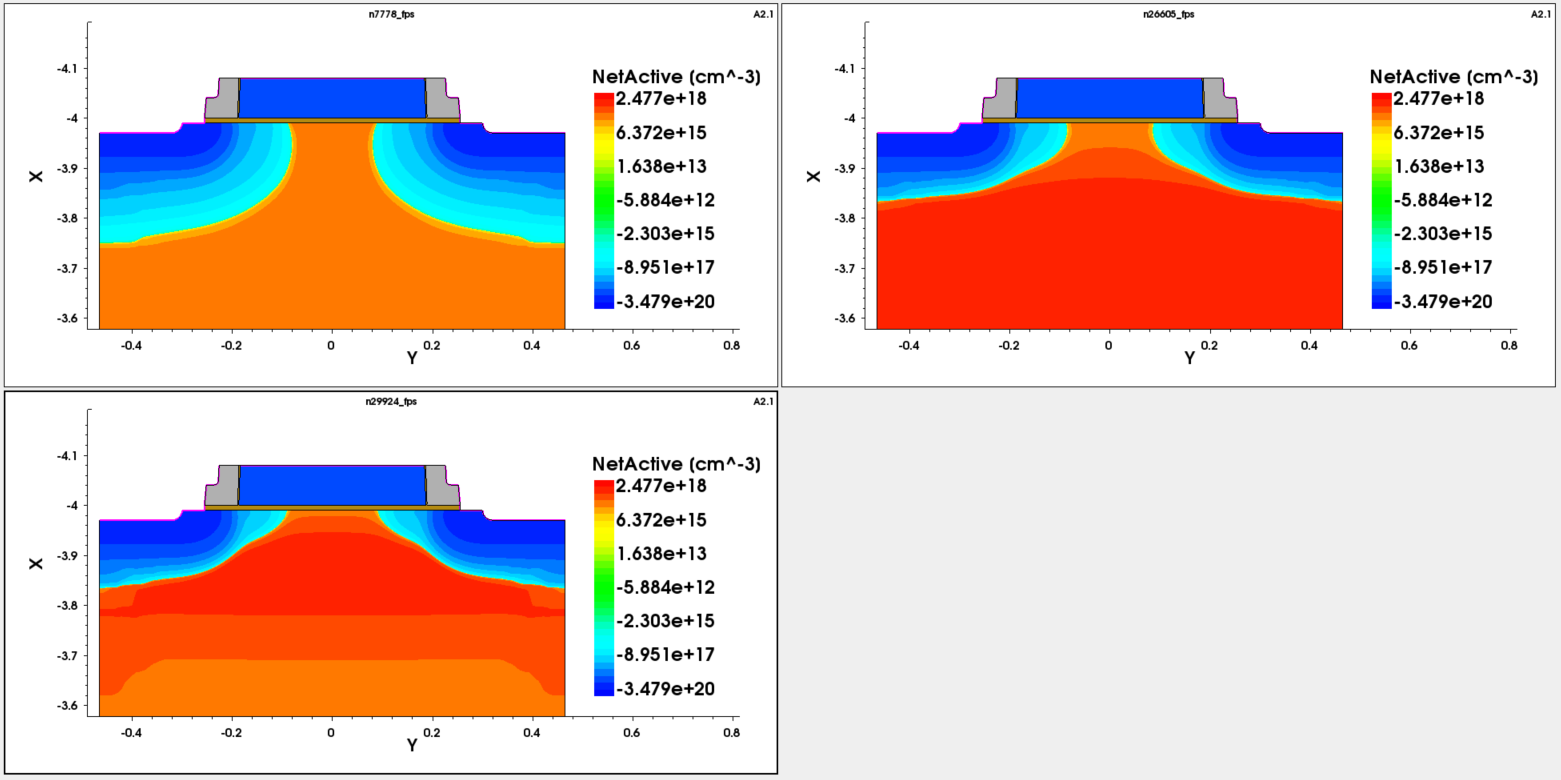 n7778_fps
A2.1
NetActive (cm^-3)
2.477e+18
6.372e+15
1.638e+13
-5.884e+12
-2.303e+15
-8.951e+17
-3.479e+20
X
-4.1
-4
-3.9
-3.8
-3.7
-3.6
-0.4
-0.2
0
0.2
0.4
0.6
0.8
Y
n26605_fps
A2.1
NetActive (cm^-3)
2.477e+18
6.372e+15
1.638e+13
-5.884e+12
-2.303e+15
-8.951e+17
-3.479e+20
X
-4.1
-4
-3.9
-3.8
-3.7
-3.6
-0.4
-0.2
0
0.2
0.4
0.6
0.8
Y
n29924_fps
A2.1
NetActive (cm^-3)
2.477e+18
6.372e+15
1.638e+13
-5.884e+12
-2.303e+15
-8.951e+17
-3.479e+20
X
-4.1
-4
-3.9
-3.8
-3.7
-3.6
-0.4
-0.2
0
0.2
0.4
0.6
0.8
Y